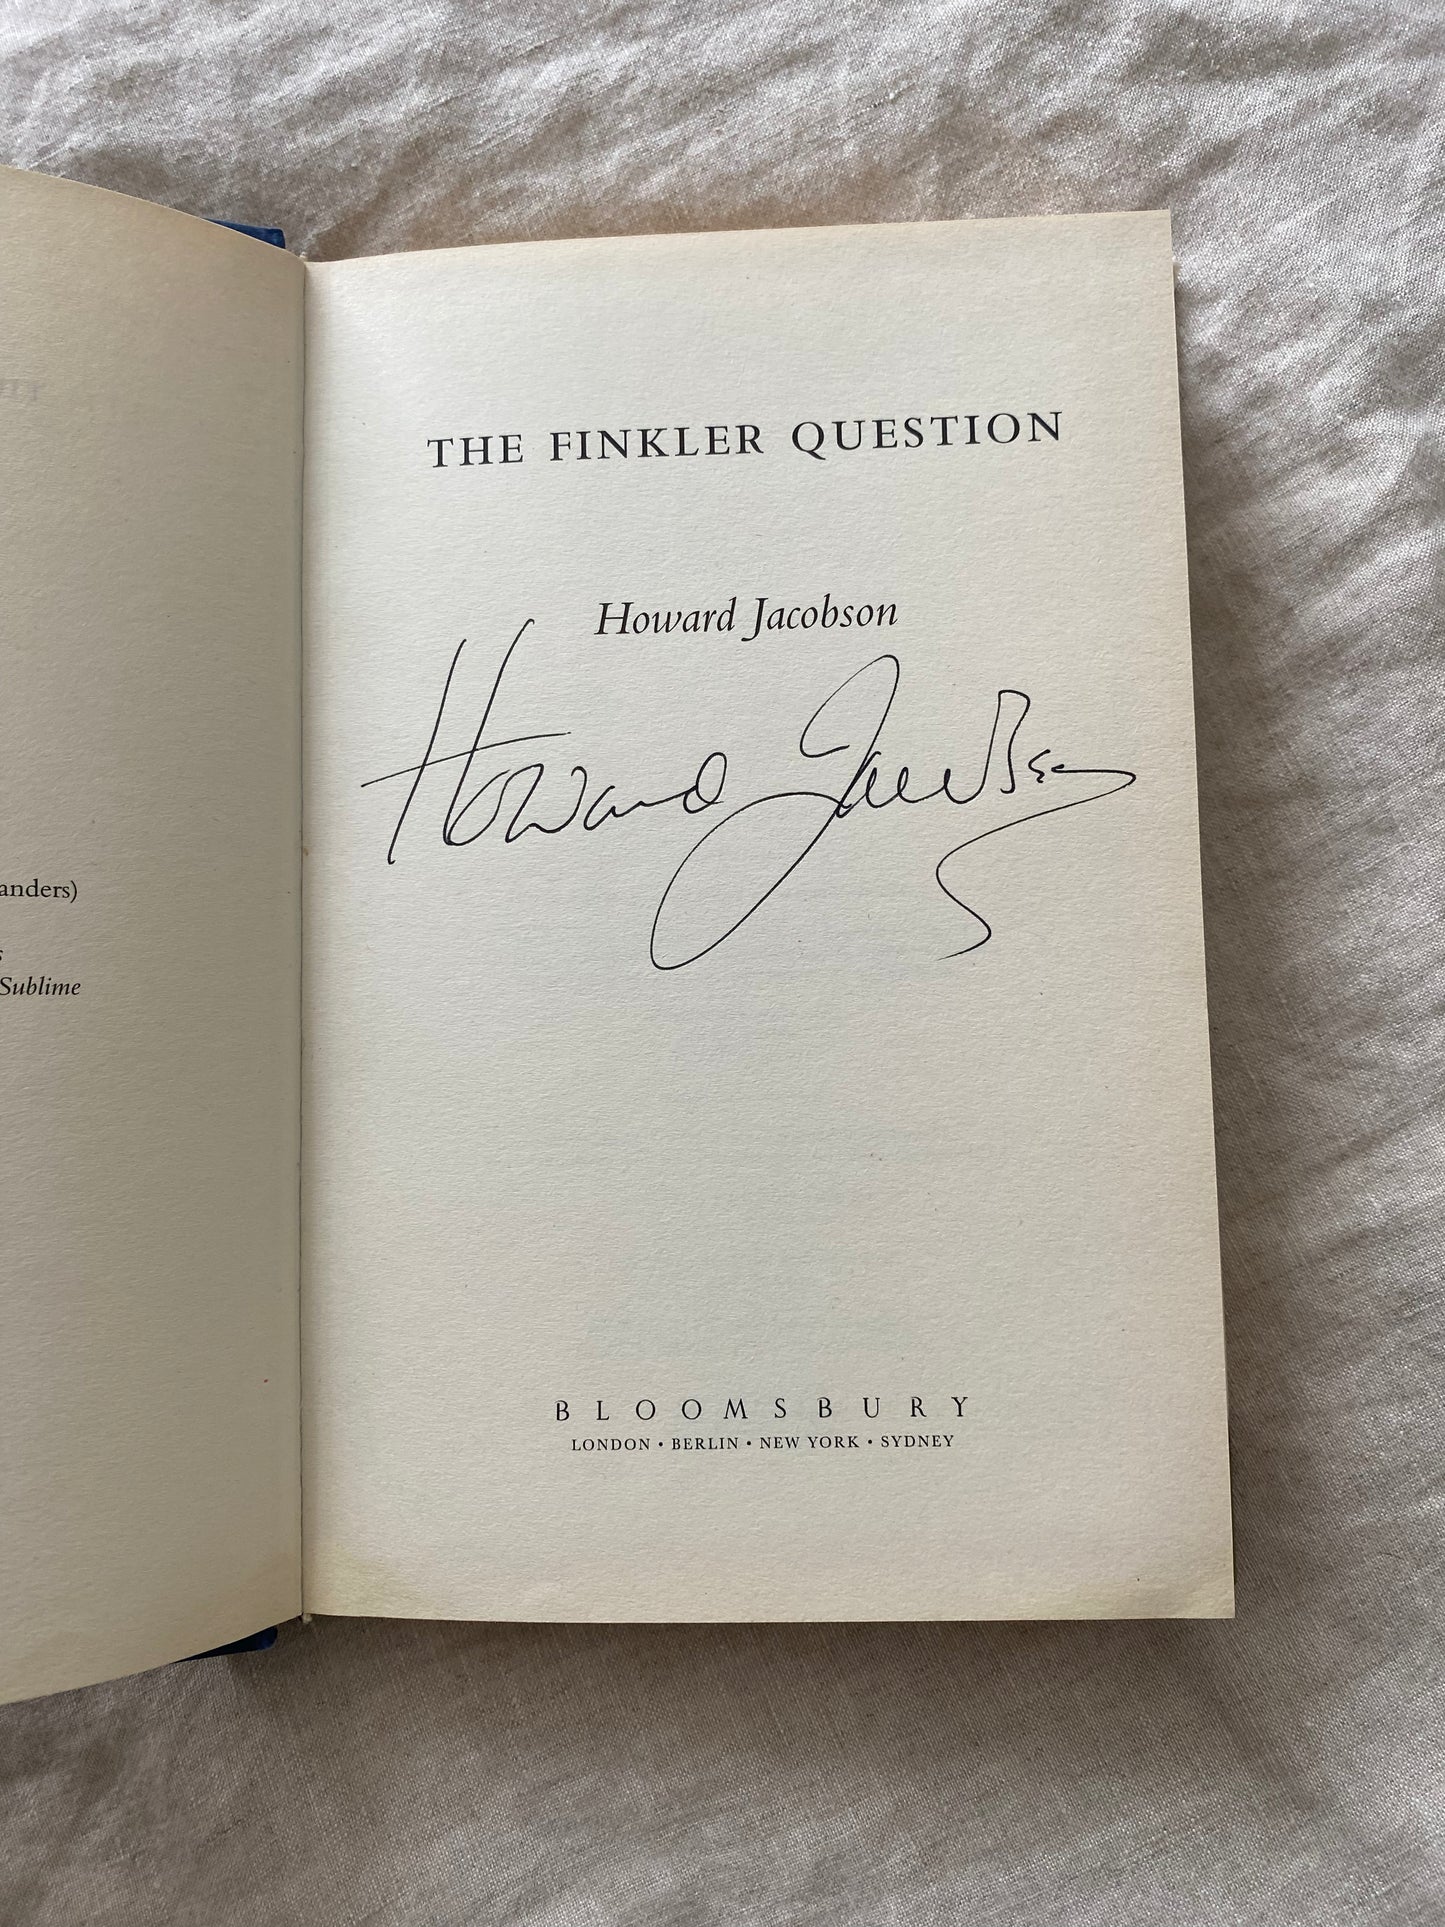 anders)
Sublime
THE FINKLER QUESTION
Howard Jacobson
Howard Jacobson
BLOOMSBURY
LONDON • BERLIN • NEW YORK • SYDNEY